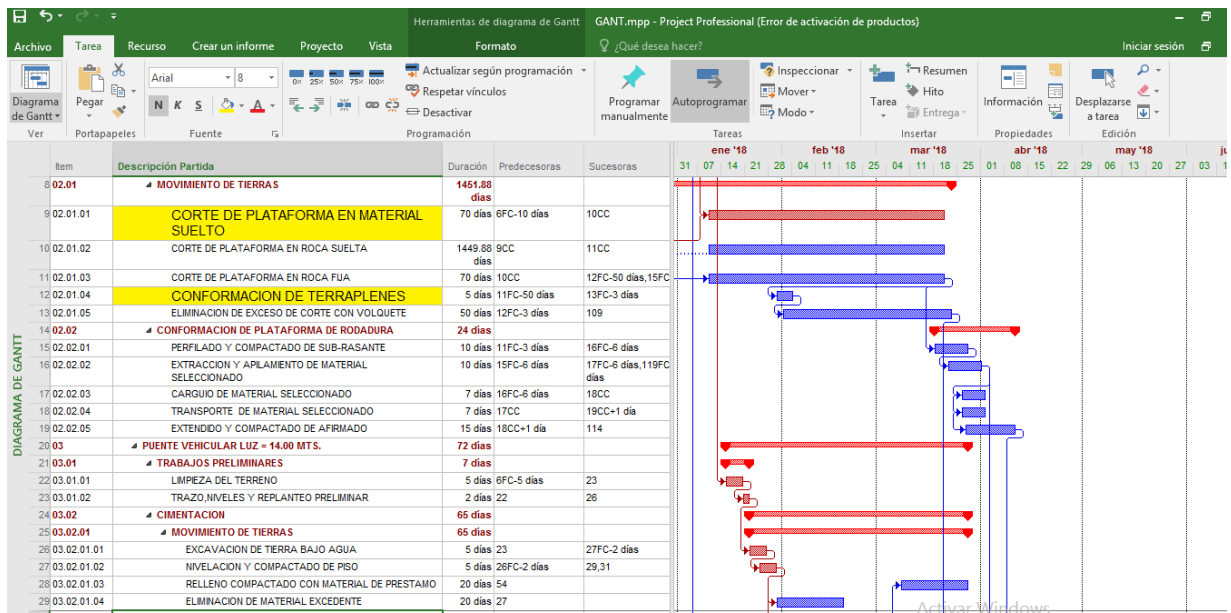 Herramientas de diagrama de Gantt GANT.mpp - Project Professional (Error de activación de productos)
Archivo Tarea Recurso Crear un informe Proyecto Vista Formato ¿Qué desea hacer? Iniciar sesión
Diagrama de Gantt
Pegar
Arial 8
N K S A
0% 25% 50% 75% 100%
Actualizar según programación
Respetar vínculos
Desactivar
Programar manualmente
Autoprogramar
Inspeccionar
Mover
Modo
Tarea
Resumen
Hito
Entrega
Información
Desplazarse a tarea
Ver Portapapeles Fuente Programación Tareas Insertar Propiedades Edición
ene '18 feb '18 mar '18 abr '18 may '18 ju
Item Descripción Partida Duración Predecesoras Sucesoras 31 07 14 21 28 04 11 18 25 04 11 18 25 01 08 15 22 29 06 13 20 27 03 1
8 02.01 MOVIMIENTO DE TIERRAS 1451.88 días
9 02.01.01 CORTE DE PLATAFORMA EN MATERIAL SUELTO 70 días 6FC-10 días 10CC
10 02.01.02 CORTE DE PLATAFORMA EN ROCA SUELTA 1449.88 días 9CC 11CC
11 02.01.03 CORTE DE PLATAFORMA EN ROCA FIJA 70 días 10CC 12FC-50 días,15FC
12 02.01.04 CONFORMACION DE TERRAPLENES 5 días 11FC-50 días 13FC-3 días
13 02.01.05 ELIMINACION DE EXCESO DE CORTE CON VOLQUETE 50 días 12FC-3 días 109
14 02.02 CONFORMACION DE PLATAFORMA DE RODADURA 24 días
15 02.02.01 PERFILADO Y COMPACTADO DE SUB-RASANTE 10 días 11FC-3 días 16FC-6 días
16 02.02.02 EXTRACCION Y APILAMIENTO DE MATERIAL SELECCIONADO 10 días 15FC-6 días 17FC-6 días,119FC días
17 02.02.03 CARGUIO DE MATERIAL SELECCIONADO 7 días 16FC-6 días 18CC
18 02.02.04 TRANSPORTE DE MATERIAL SELECCIONADO 7 días 17CC 19CC+1 día
19 02.02.05 EXTENDIDO Y COMPACTADO DE AFIRMADO 15 días 18CC+1 día 114
20 03 PUENTE VEHICULAR LUZ = 14.00 MTS. 72 días
21 03.01 TRABAJOS PRELIMINARES 7 días
22 03.01.01 LIMPIEZA DEL TERRENO 5 días 6FC-5 días 23
23 03.01.02 TRAZO,NIVELES Y REPLANTEO PRELIMINAR 2 días 22 26
24 03.02 CIMENTACION 65 días
25 03.02.01 MOVIMIENTO DE TIERRAS 65 días
26 03.02.01.01 EXCAVACION DE TIERRA BAJO AGUA 5 días 23 27FC-2 días
27 03.02.01.02 NIVELACION Y COMPACTADO DE PISO 5 días 26FC-2 días 29,31
28 03.02.01.03 RELLENO COMPACTADO CON MATERIAL DE PRESTAMO 20 días 54
29 03.02.01.04 ELIMINACION DE MATERIAL EXCEDENTE 20 días 27
DIAGRAMA DE GANTT
Activar Windows